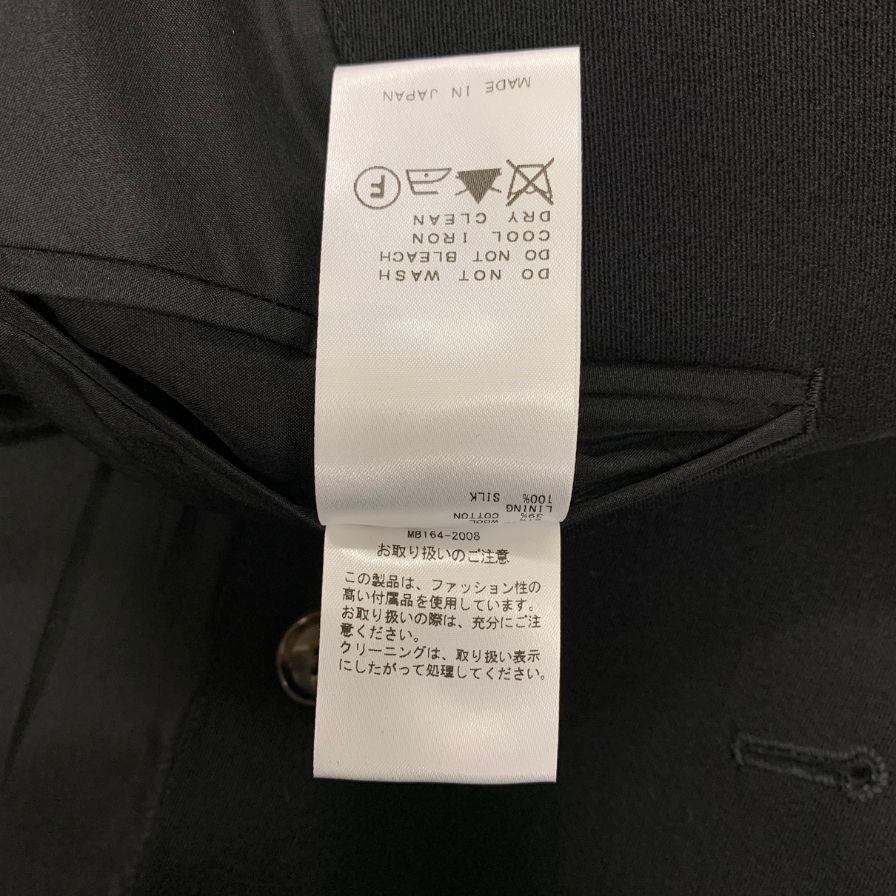 WOOL
39% COTTON
LINING
100% SILK
DO NOT WASH
DO NOT BLEACH
COOL IRON
DRY CLEAN
F
MADE IN JAPAN
MB164-2008
お取り扱いのご注意
この製品は、ファッション性の
高い付属品を使用しています。
お取り扱いの際は、充分にご注
意ください。
クリーニングは、取り扱い表示
にしたがって処理してください。